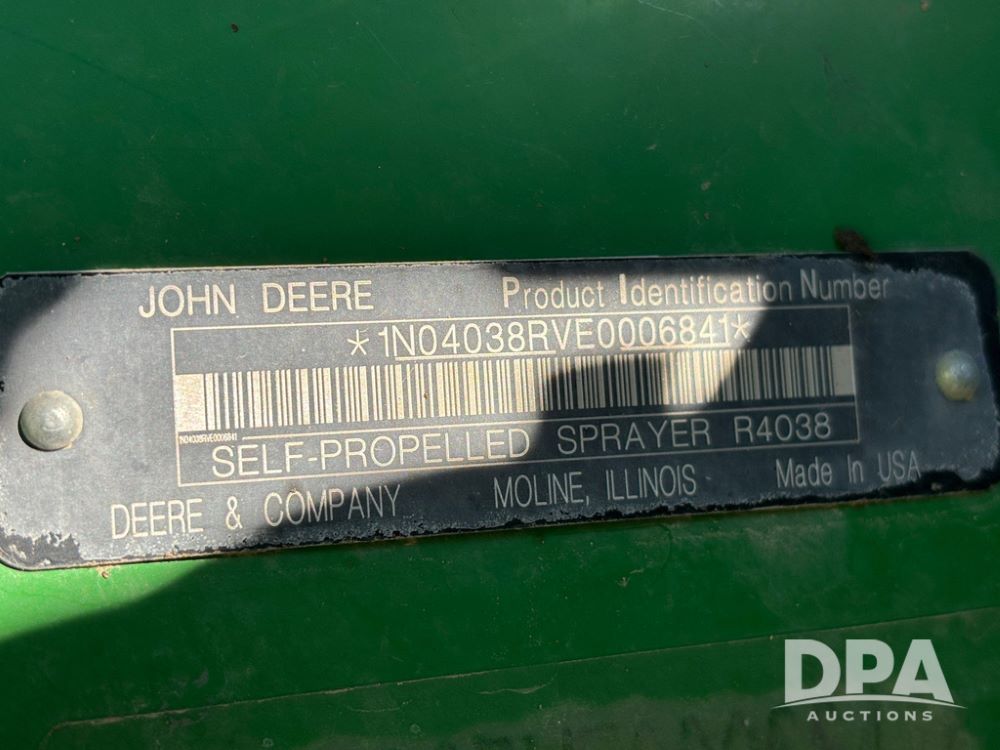 JOHN DEERE Product Identification Number
*1N04038RVE0006841*
1N04038RVE0006841
SELF-PROPELLED SPRAYER R4038
DEERE & COMPANY MOLINE, ILLINOIS Made In USA
DPA
AUCTIONS